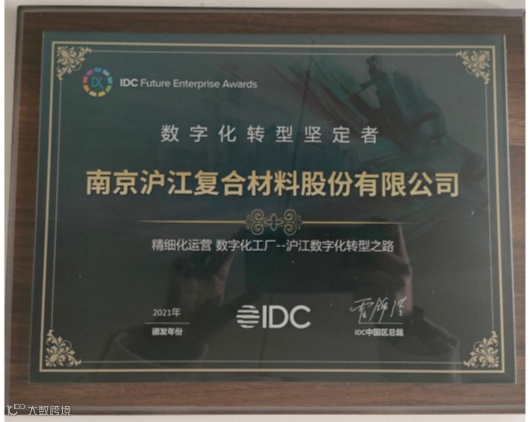 IDC Future Enterprise Awards
数字化转型坚定者
南京沪江复合材料股份有限公司
精细化运营 数字化工厂--沪江数字化转型之路
2021年
颁发年份
IDC
IDC中国区总裁
大数跨境